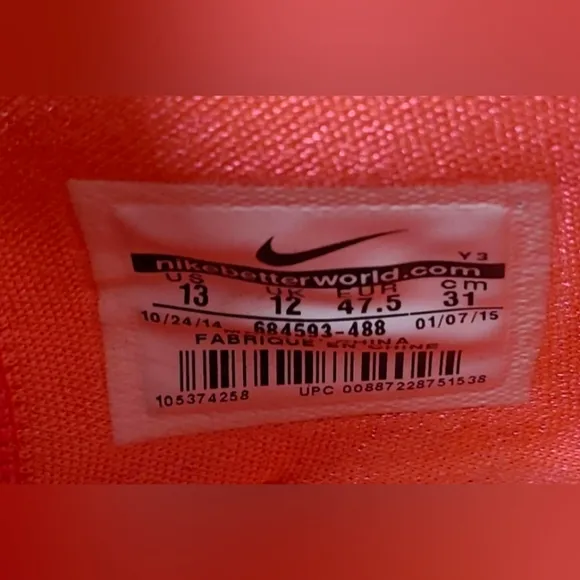 Y3
nikebetterworld.com
US UK EUR cm
13 12 47.5 31
10/24/14 684593-488 01/07/15
FABRIQUE EN CHINE
105374258 UPC 00887228751538